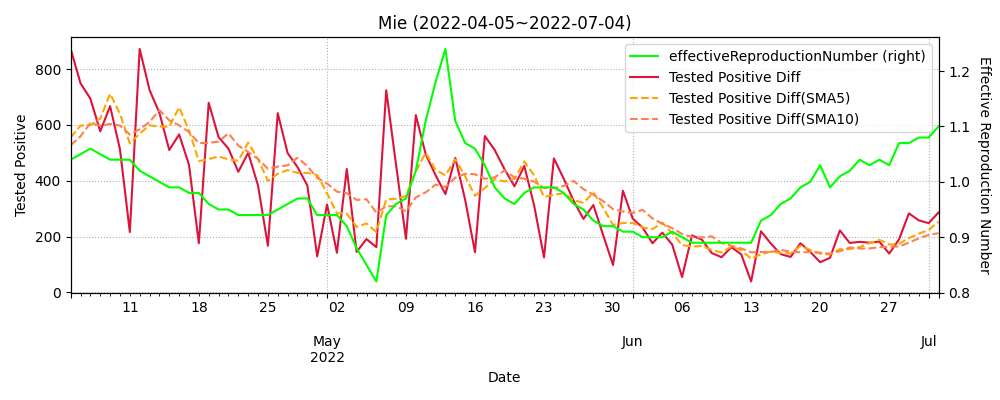 Mie (2022-04-05~2022-07-04)
effectiveReproductionNumber (right)
Tested Positive Diff
Tested Positive Diff(SMA5)
Tested Positive Diff(SMA10)
Tested Positive
800
600
400
200
0
Effective Reproduction Number
1.2
1.1
1.0
0.9
0.8
11 18 25 02 09 16 23 30 06 13 20 27
May Jun Jul
2022
Date